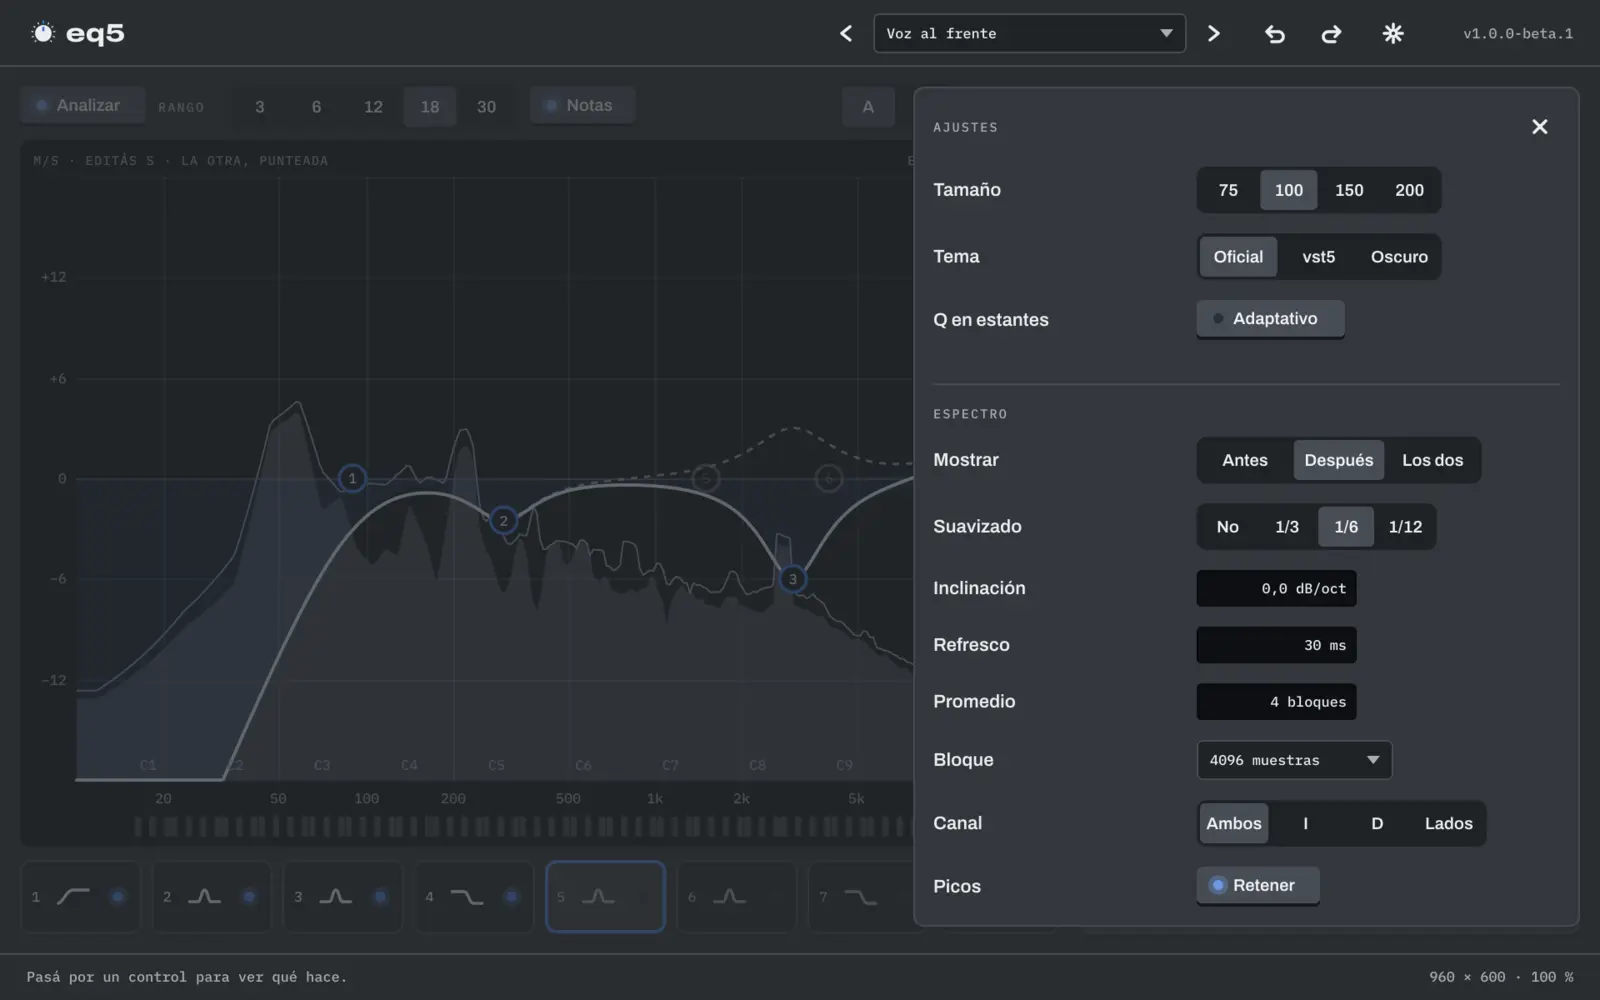 eq5
Voz al frente
v1.0.0-beta.1
Analizar
RANGO
3 6 12 18 30
Notas
A
M/S · EDITÁS S · LA OTRA, PUNTEADA
+12
+6
0
−6
−12
1
2
3
5
6
C1 C2 C3 C4 C5 C6 C7 C8 C9
20 50 100 200 500 1k 2k 5k
1
2
3
4
5
6
7
AJUSTES
Tamaño
75 100 150 200
Tema
Oficial vst5 Oscuro
Q en estantes
Adaptativo
ESPECTRO
Mostrar
Antes Después Los dos
Suavizado
No 1/3 1/6 1/12
Inclinación
0,0 dB/oct
Refresco
30 ms
Promedio
4 bloques
Bloque
4096 muestras
Canal
Ambos I D Lados
Picos
Retener
Pasá por un control para ver qué hace.
960 × 600 · 100 %